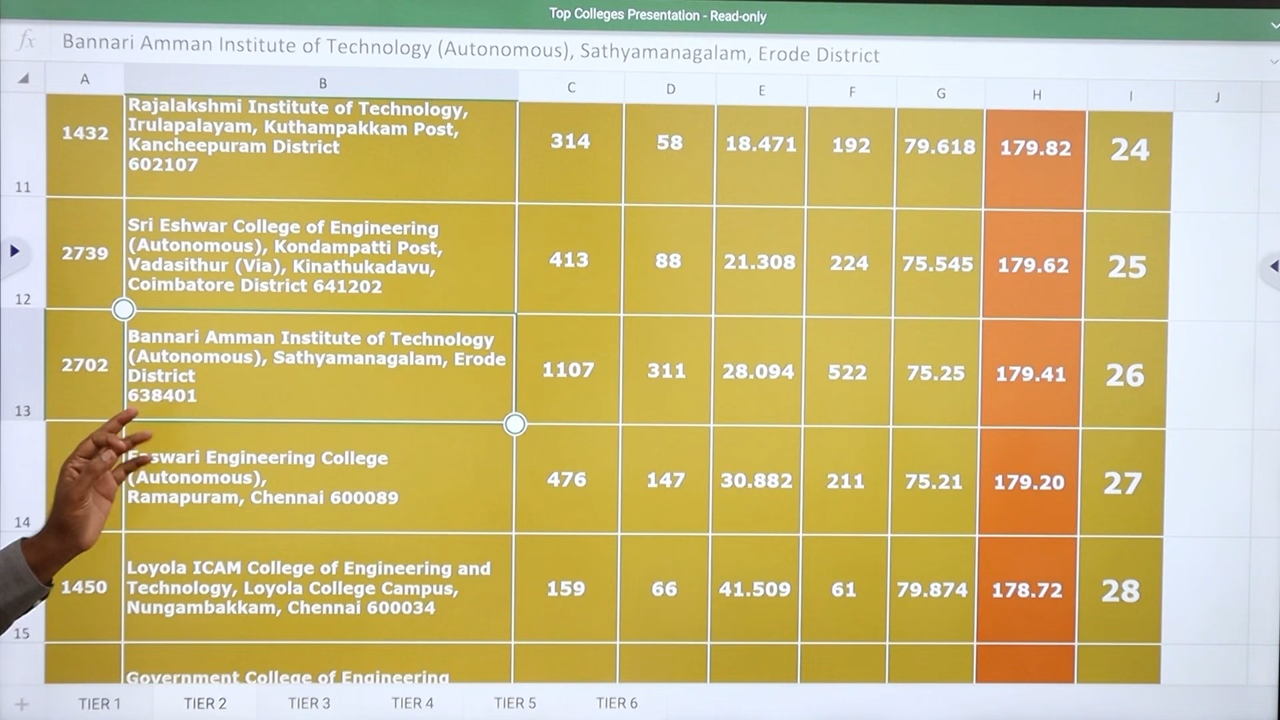 Top Colleges Presentation - Read-only
fx Bannari Amman Institute of Technology (Autonomous), Sathyamanagalam, Erode District
A B C D E F G H I J
11
1432
Rajalakshmi Institute of Technology,
Irulapalayam, Kuthampakkam Post,
Kancheepuram District
602107
314 58 18.471 192 79.618 179.82 24
12
2739
Sri Eshwar College of Engineering
(Autonomous), Kondampatti Post,
Vadasithur (Via), Kinathukadavu,
Coimbatore District 641202
413 88 21.308 224 75.545 179.62 25
13
2702
Bannari Amman Institute of Technology
(Autonomous), Sathyamanagalam, Erode
District
638401
1107 311 28.094 522 75.25 179.41 26
14
Engineering College
(Autonomous),
Ramapuram, Chennai 600089
476 147 30.882 211 75.21 179.20 27
15
1450
Loyola ICAM College of Engineering and
Technology, Loyola College Campus,
Nungambakkam, Chennai 600034
159 66 41.509 61 79.874 178.72 28
Government College of Engineering
+ TIER 1 TIER 2 TIER 3 TIER 4 TIER 5 TIER 6